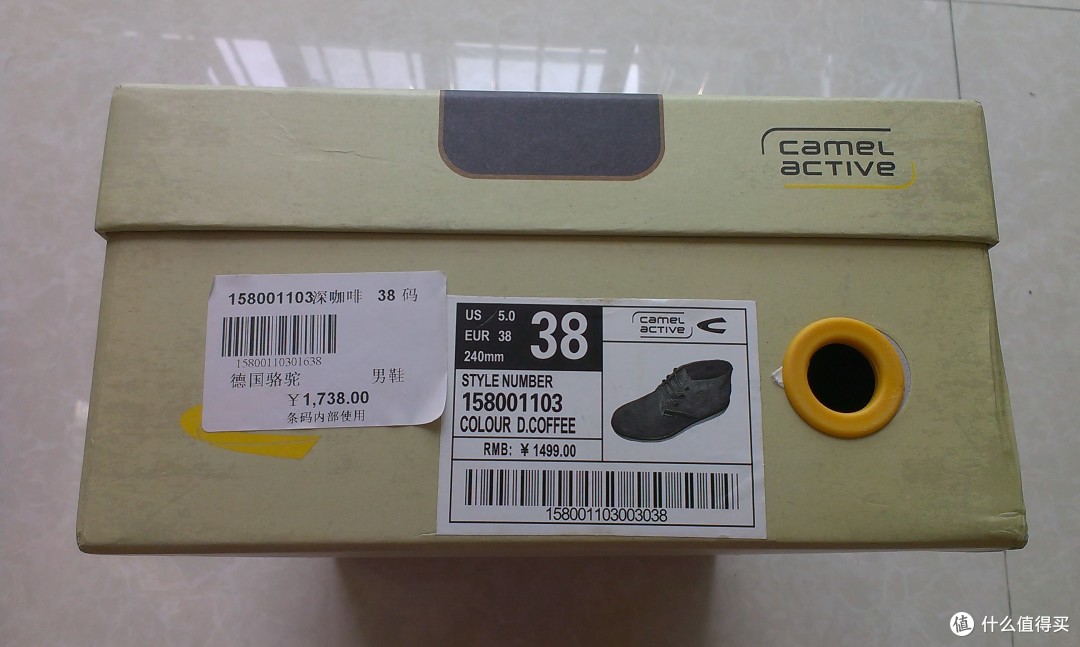 camel
active
158001103深咖啡 38 码
15800110301638
德国骆驼 男鞋
￥1,738.00
条码内部使用
US 5.0
EUR 38
240mm
38
STYLE NUMBER
158001103
COLOUR D.COFFEE
RMB: ￥1499.00
camel
active
158001103003038
值 什么值得买